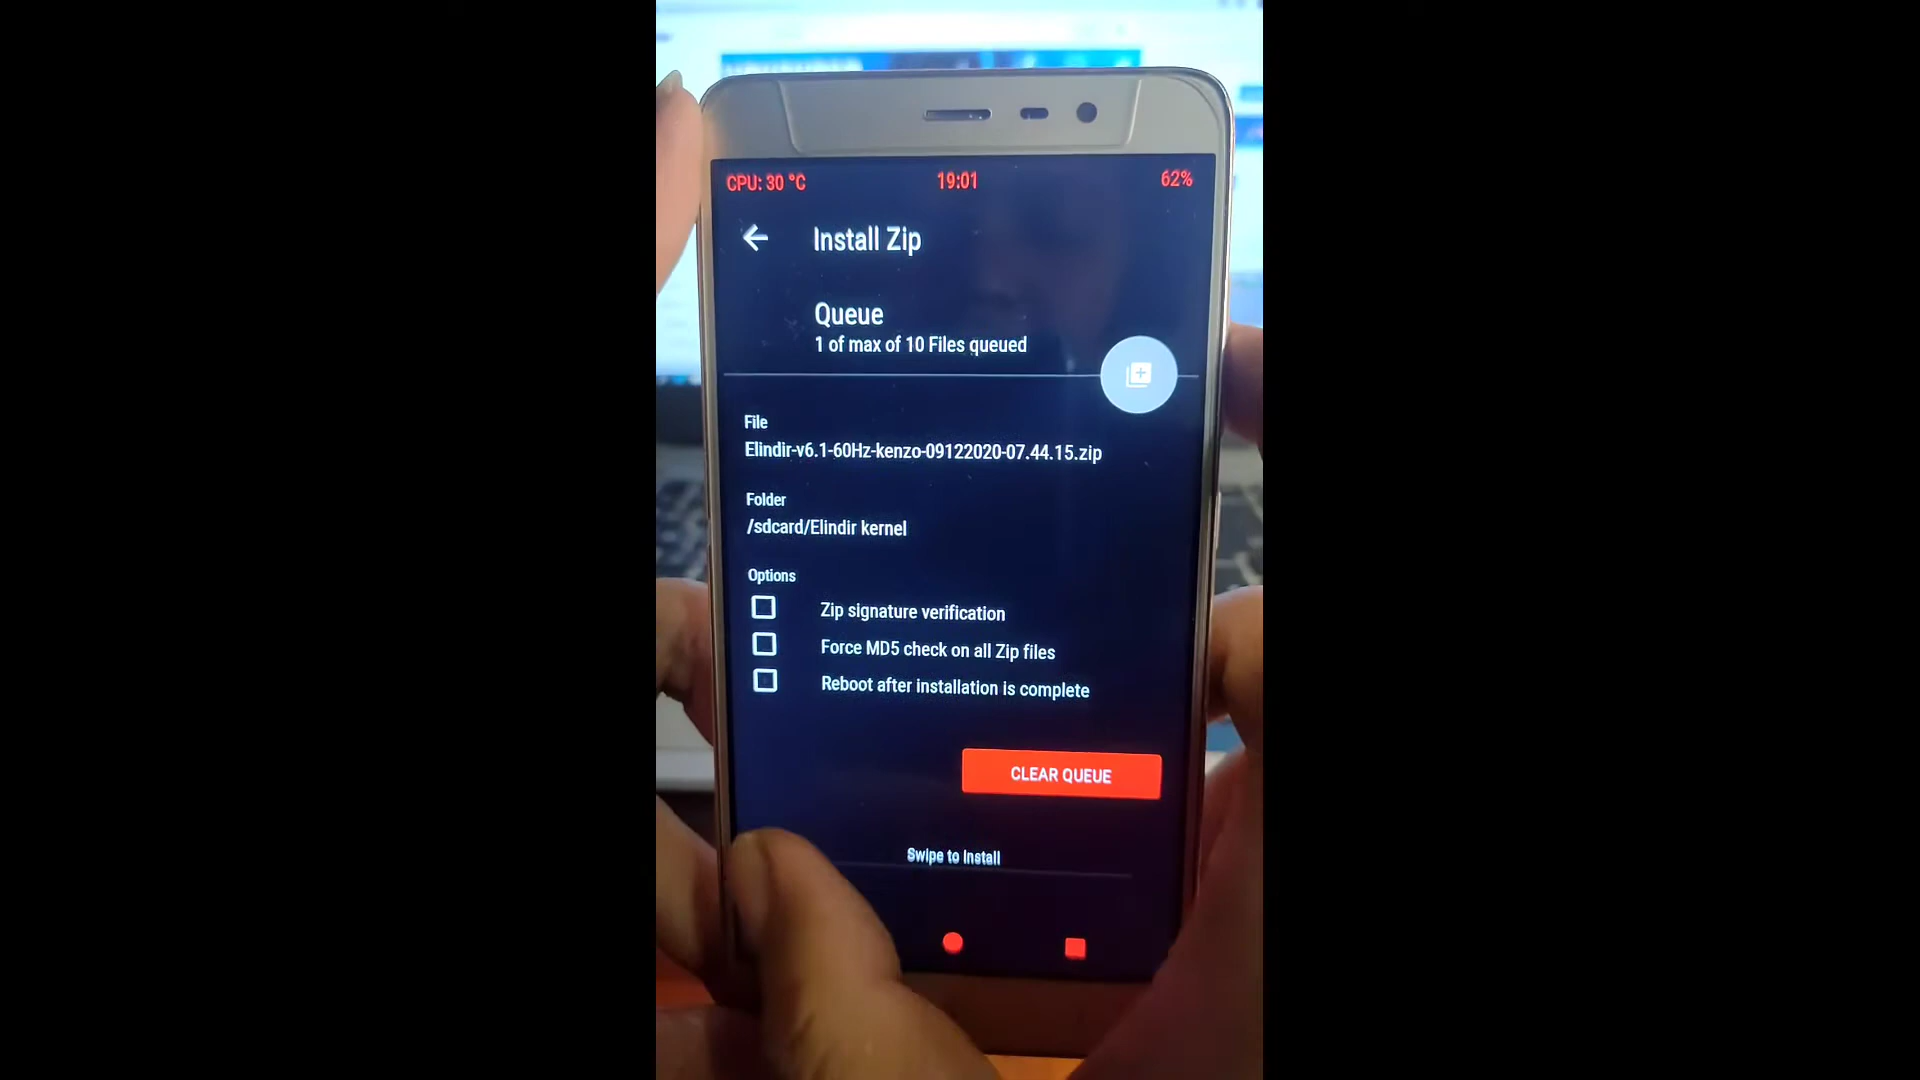 CPU: 30 °C 19:01 62%
Install Zip
Queue
1 of max of 10 Files queued
File
Elindir-v6.1-60Hz-kenzo-09122020-07.44.15.zip
Folder
/sdcard/Elindir kernel
Options
Zip signature verification
Force MD5 check on all Zip files
Reboot after installation is complete
CLEAR QUEUE
Swipe to Install